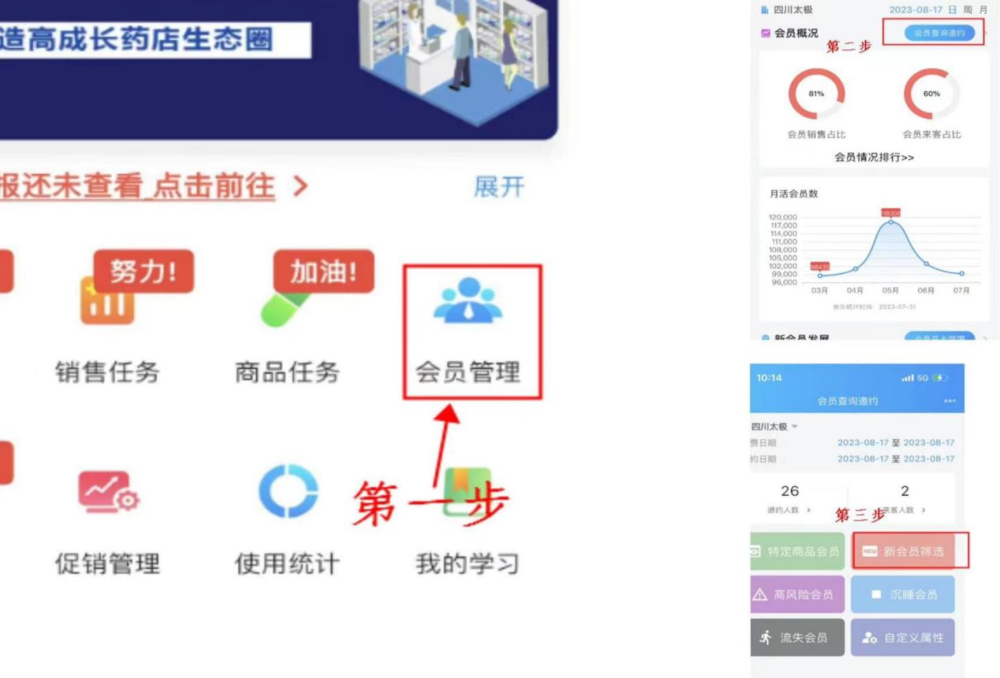 造高成长药店生态圈
报还未查看_点击前往 >
展开
努力!
加油!
销售任务
商品任务
会员管理
第一步
促销管理
使用统计
我的学习
四川太极
2023-08-17 日 周 月
会员概况
会员查询邀约
第二步
81%
60%
会员销售占比
会员来客占比
会员情况排行>>
月活会员数
120,000
117,000
114,000
111,000
108,000
105,000
102,000
99,000
96,000
118306
98435
03月
04月
05月
06月
07月
会员统计时间: 2023-07-31
新会员发展
会员开卡管理
10:14
5G
会员查询邀约
四川太极
费日期
2023-08-17 至 2023-08-17
约日期
2023-08-17 至 2023-08-17
26
2
邀约人数 >
来客人数 >
第三步
特定商品会员
NEW 新会员筛选
高风险会员
沉睡会员
流失会员
自定义属性